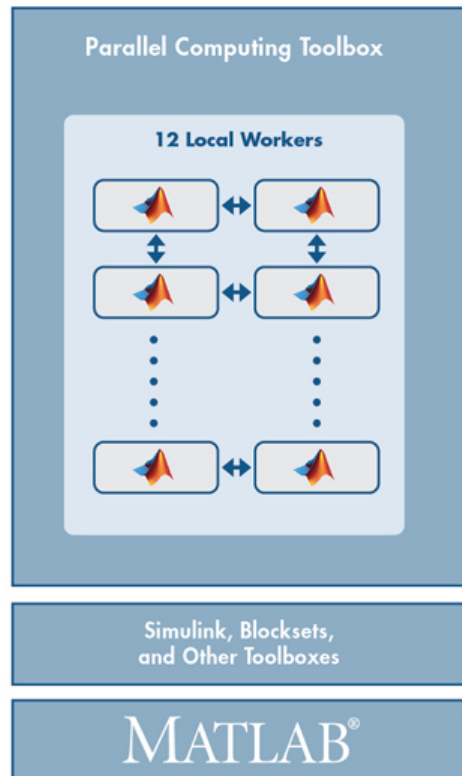 Parallel Computing Toolbox
12 Local Workers
Simulink, Blocksets,
and Other Toolboxes
MATLAB®